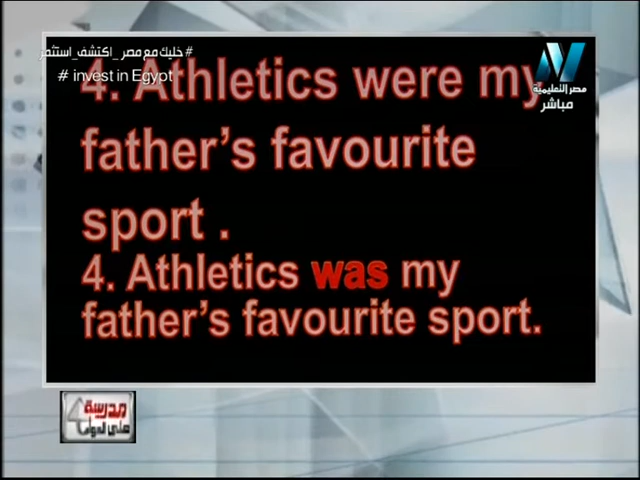 #خليك مع مصر_اكتشف_استثمر
# invest in Egypt
مصر التعليمية
مباشر
4. Athletics were my
father’s favourite
sport .
4. Athletics was my
father’s favourite sport.
مدرسة
على الهواء